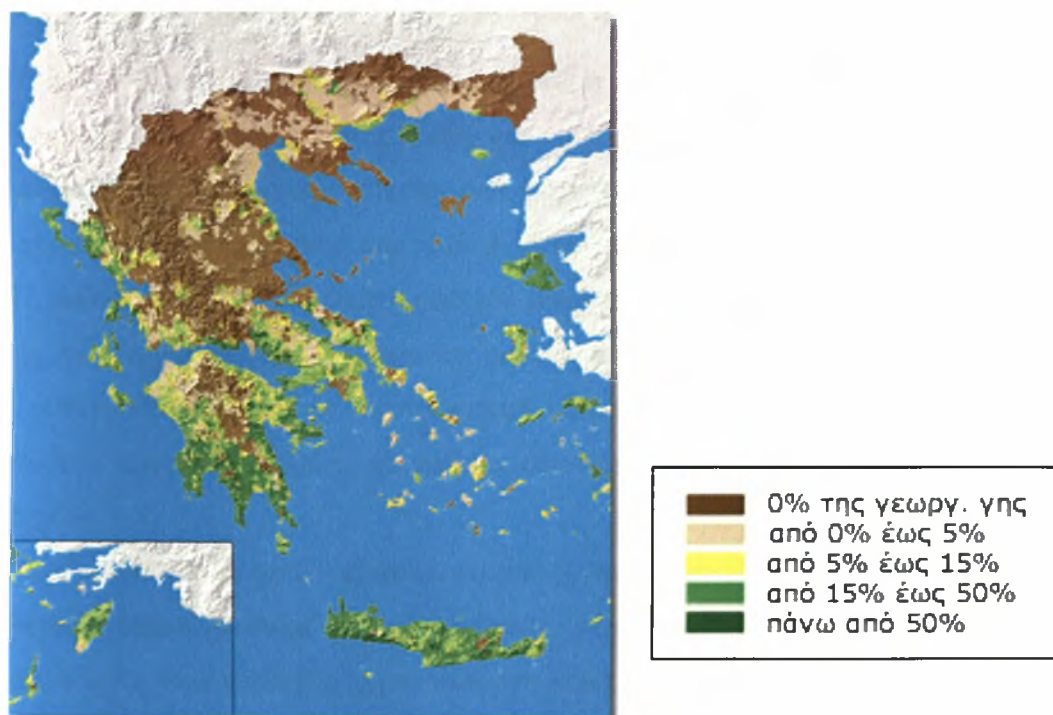 0% της γεωργ. γης
από 0% έως 5%
από 5% έως 15%
από 15% έως 50%
πάνω από 50%